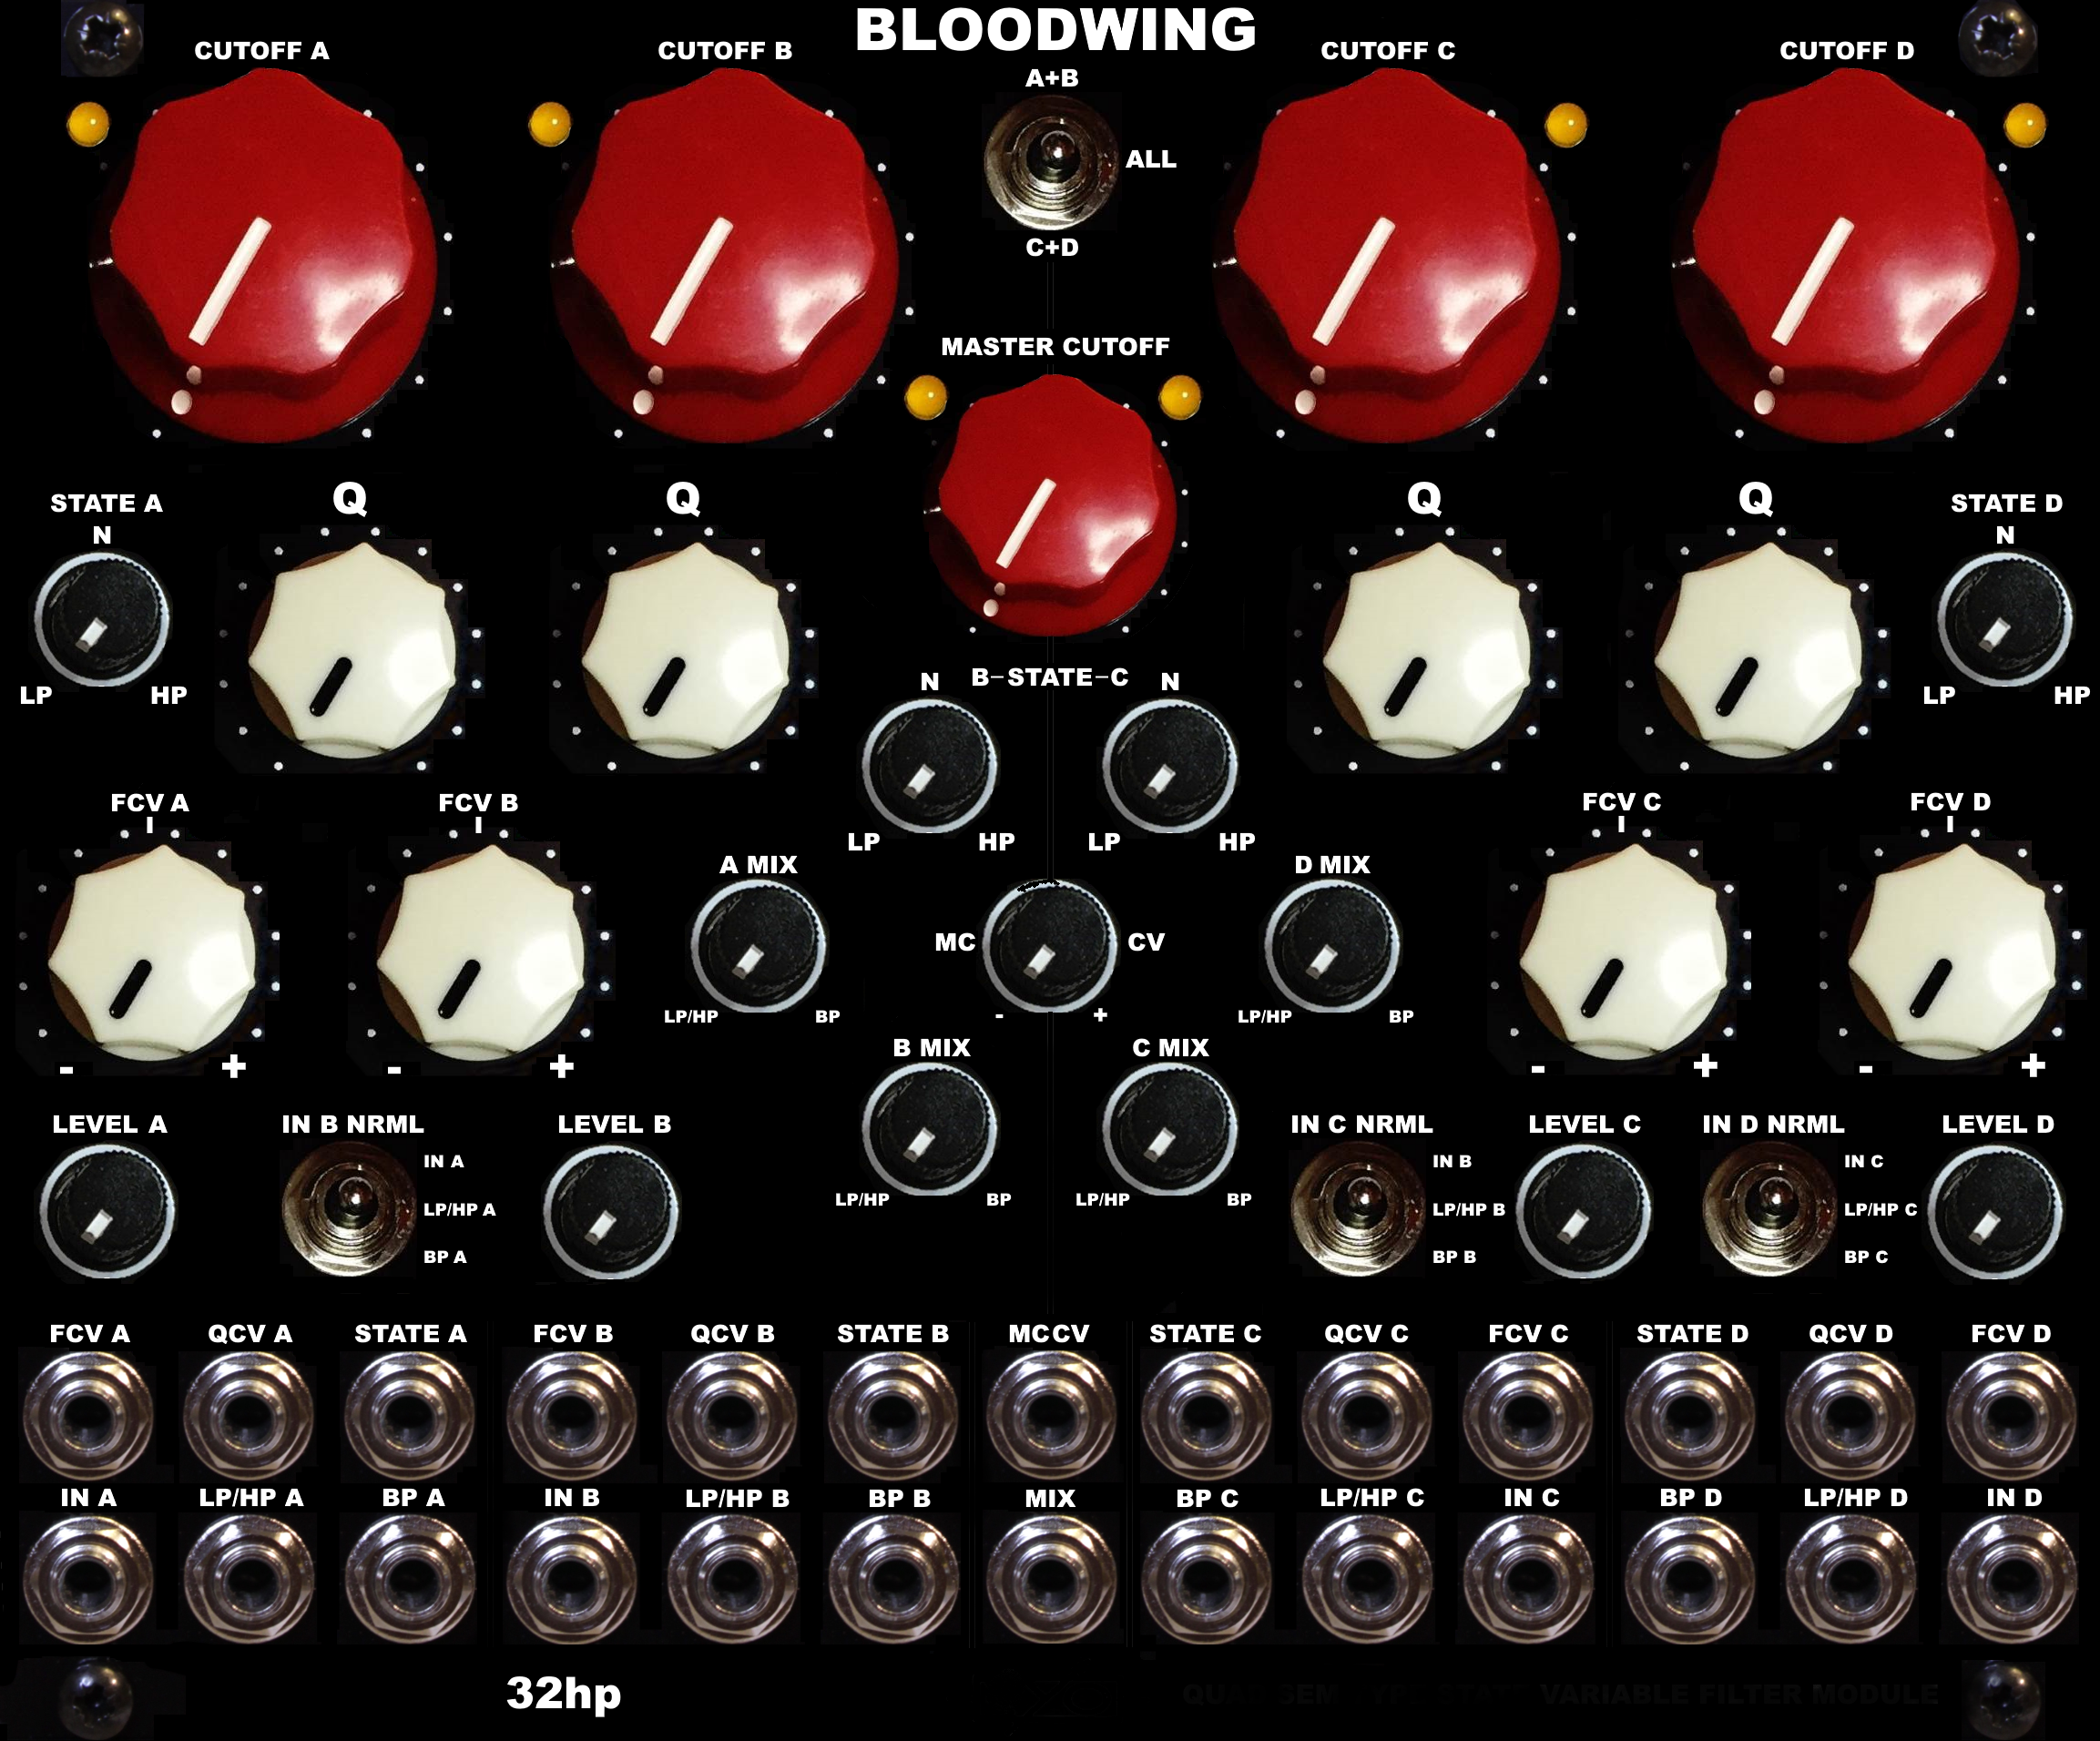 BLOODWING
CUTOFF A
CUTOFF B
CUTOFF C
CUTOFF D
A+B
ALL
C+D
MASTER CUTOFF
STATE A
N
LP HP
Q
Q
Q
Q
STATE D
N
LP HP
B-STATE-C
N N
LP HP LP HP
FCV A
- +
FCV B
- +
FCV C
- +
FCV D
- +
A MIX
LP/HP BP
MC CV
- +
D MIX
LP/HP BP
B MIX
LP/HP BP
C MIX
LP/HP BP
LEVEL A
IN B NRML
IN A
LP/HP A
BP A
LEVEL B
IN C NRML
IN B
LP/HP B
BP B
LEVEL C
IN D NRML
IN C
LP/HP C
BP C
LEVEL D
FCV A QCV A STATE A FCV B QCV B STATE B MCCV STATE C QCV C FCV C STATE D QCV D FCV D
IN A LP/HP A BP A IN B LP/HP B BP B MIX BP C LP/HP C IN C BP D LP/HP D IN D
32hp
VARIABLE FILTER MODULE